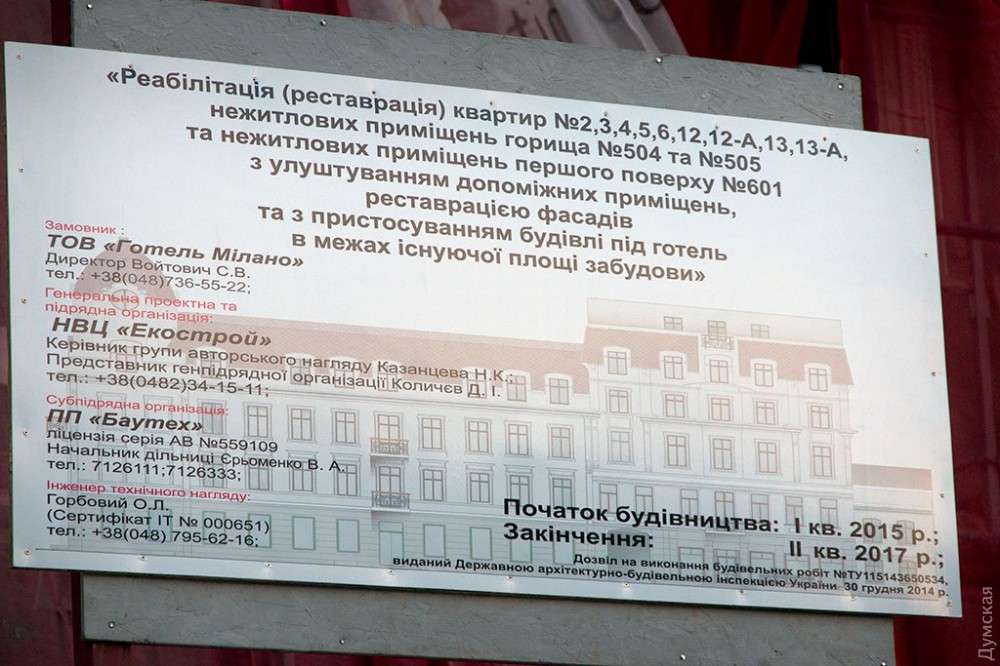 «Реабілітація (реставрація) квартир №2,3,4,5,6,12,12-А,13,13-А,
нежитлових приміщень горища №504 та №505
та нежитлових приміщень першого поверху №601
з улуштуванням допоміжних приміщень,
реставрацією фасадів
та з пристосуванням будівлі під готель
в межах існуючої площі забудови»
Замовник :
ТОВ «Готель Мілано»
Директор Войтович С.В.
тел.: +38(048)736-55-22;
Генеральна проектна та
підрядна організація:
НВЦ «Екострой»
Керівник групи авторського нагляду Казанцева Н.К.;
Представник генпідрядної організації Количєв Д. І.
тел.: +38(0482)34-15-11;
Субпідрядна організація:
ПП «Баутех»
ліцензія серія АВ №559109
Начальник дільниці Єрьоменко В. А.
тел.: 7126111;7126333;
Інженер технічного нагляду:
Горбовий О.Л.
(Сертифікат ІТ № 000651)
тел.: +38(048) 795-62-16;
Початок будівництва: І кв. 2015 р.;
Закінчення: ІІ кв. 2017 р.;
Дозвіл на виконання будівельних робіт №ТУ115143650534,
виданий Державною архітектурно-будівельною інспекцією України 30 грудня 2014 р.
Думская